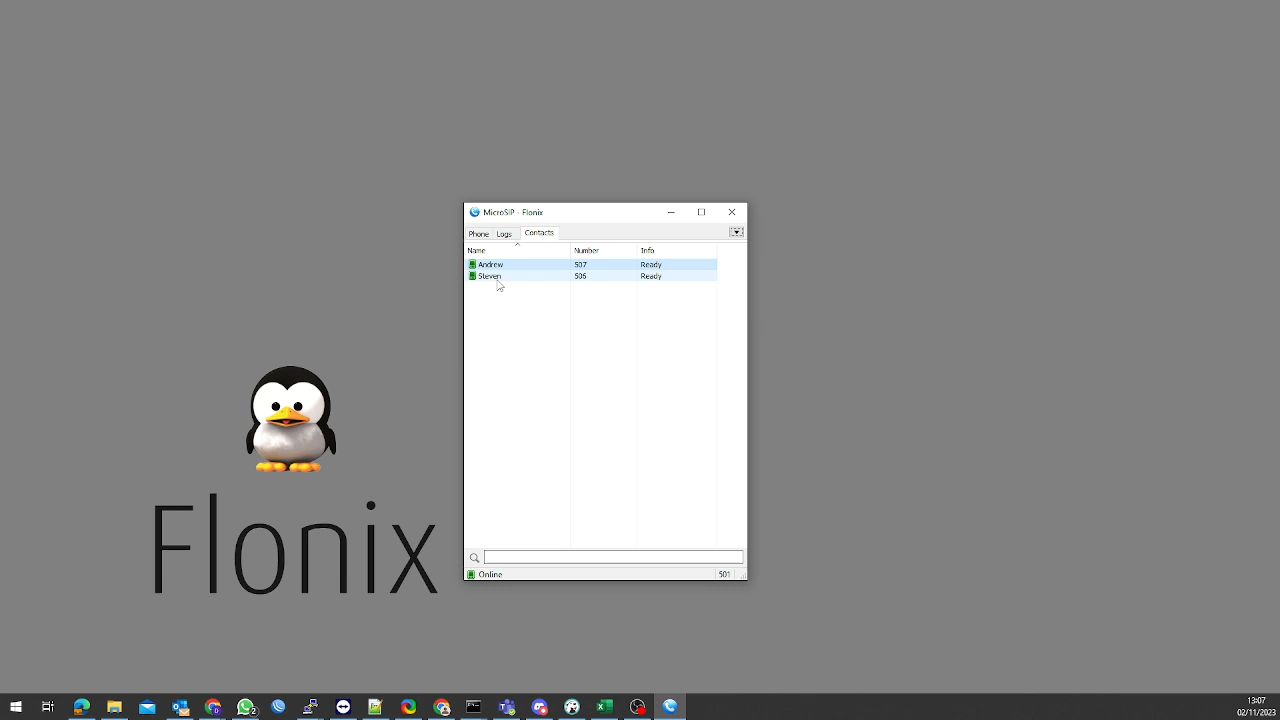 MicroSIP - Flonix
Phone Logs Contacts
Name Number Info
Andrew 507 Ready
Steven 506 Ready
Flonix
Online 501
2
13:07
02/11/2023